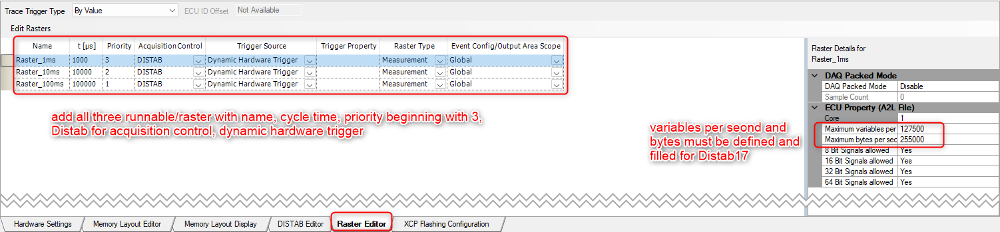 Trace Trigger Type By Value ECU ID Offset Not Available
Edit Rasters
Name t [µs] Priority Acquisition Control Trigger Source Trigger Property Raster Type Event Config/Output Area Scope
Raster_1ms 1000 3 DISTAB Dynamic Hardware Trigger Measurement Global
Raster_10ms 10000 2 DISTAB Dynamic Hardware Trigger Measurement Global
Raster_100ms 100000 1 DISTAB Dynamic Hardware Trigger Measurement Global
add all three runnable/raster with name, cycle time, priority beginning with 3,
Distab for acquisition control, dynamic hardware trigger
variables per seond and
bytes must be defined and
filled for Distab17
Raster Details for
Raster_1ms
DAQ Packed Mode
DAQ Packed Mode Disable
Sample Count 0
ECU Property (A2L File)
Core 1
Maximum variables per 127500
Maximum bytes per sec 255000
8 Bit Signals allowed Yes
16 Bit Signals allowed Yes
32 Bit Signals allowed Yes
64 Bit Signals allowed Yes
Hardware Settings Memory Layout Editor Memory Layout Display DISTAB Editor Raster Editor XCP Flashing Configuration